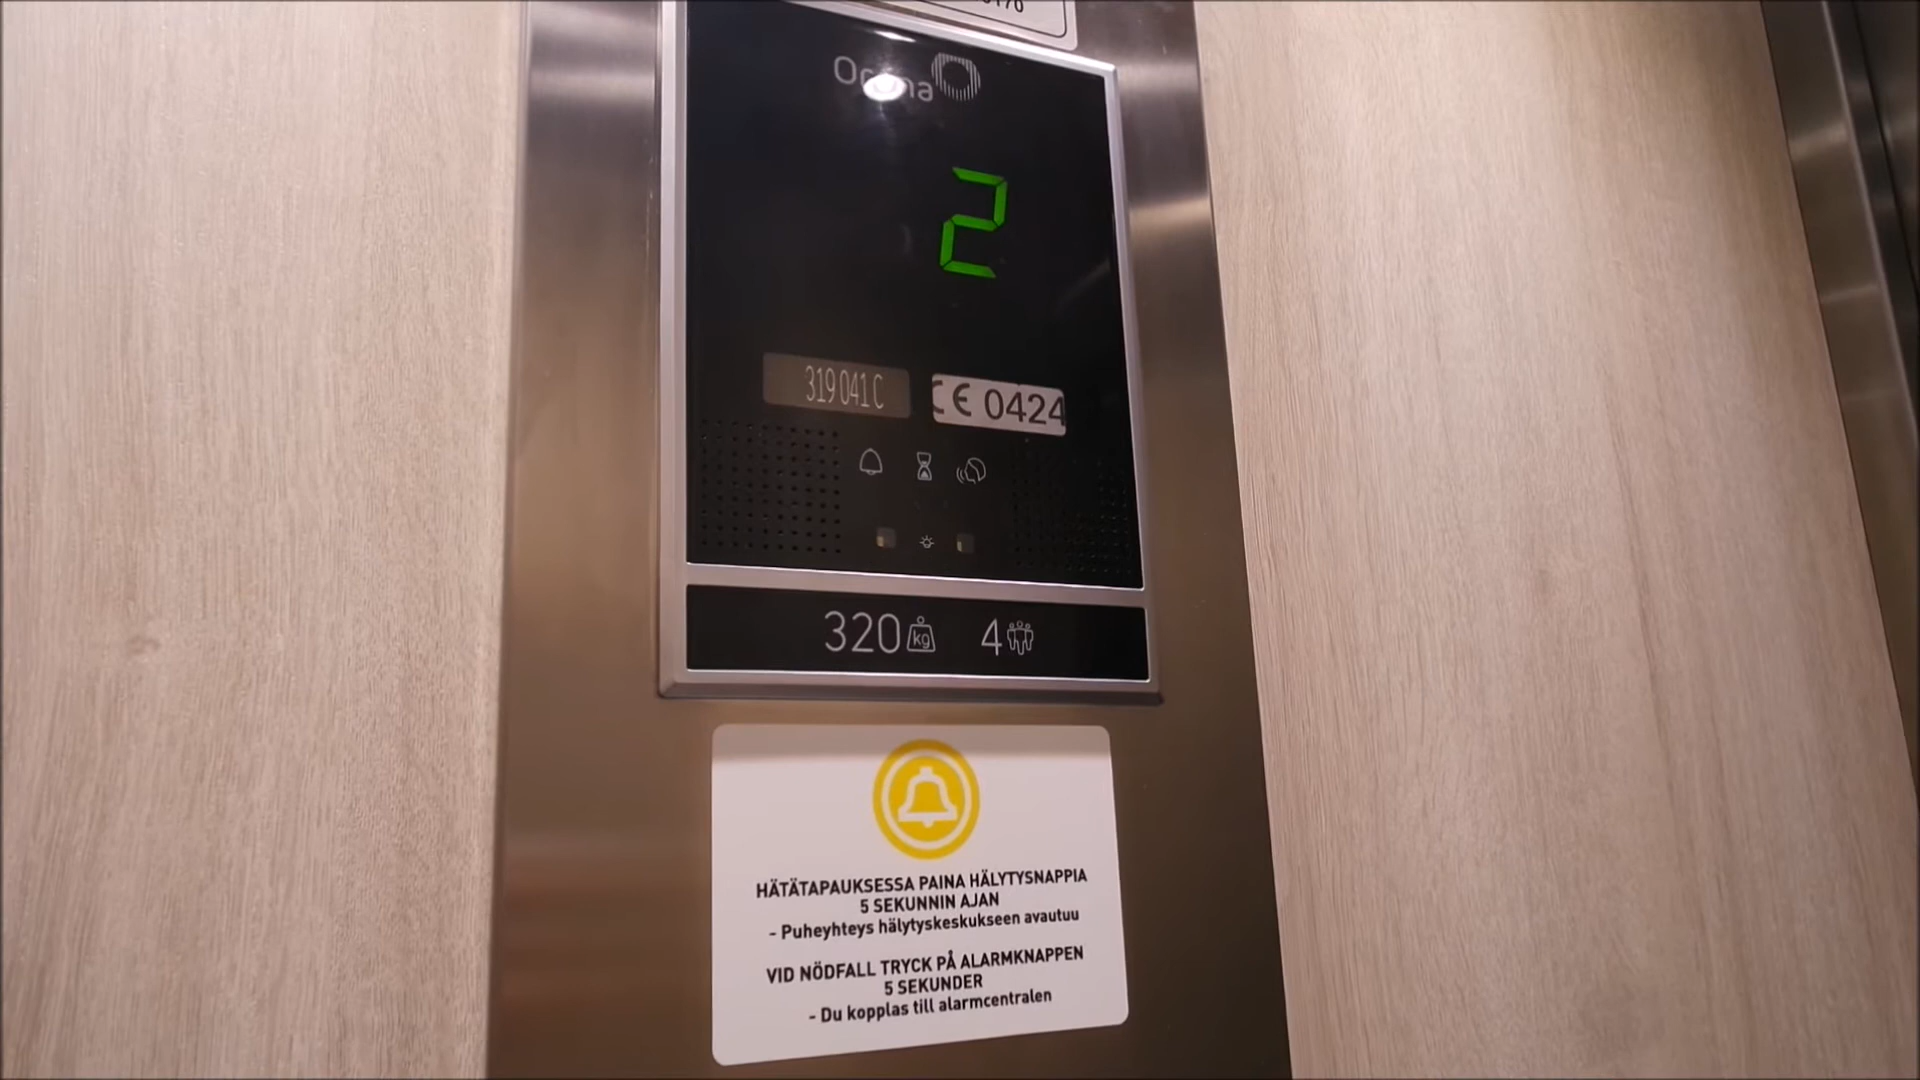 Orona
2
319 041 C
CE 0424
320 kg 4
HÄTÄTAPAUKSESSA PAINA HÄLYTYSNAPPIA
5 SEKUNNIN AJAN
- Puheyhteys hälytyskeskukseen avautuu
VID NÖDFALL TRYCK PÅ ALARMKNAPPEN
5 SEKUNDER
- Du kopplas till alarmcentralen